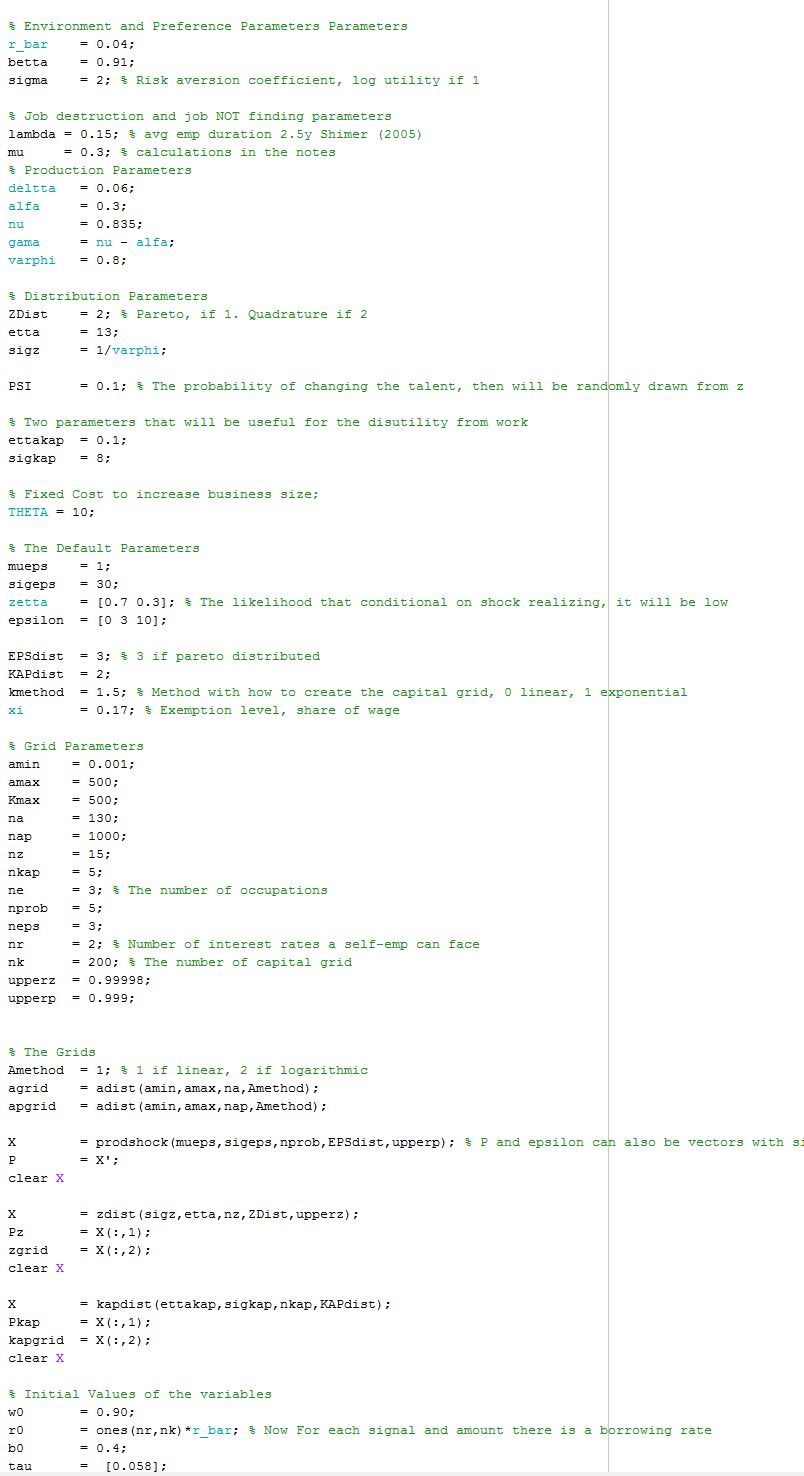 % Environment and Preference Parameters Parameters
r_bar = 0.04;
betta = 0.91;
sigma = 2; % Risk aversion coefficient, log utility if 1
% Job destruction and job NOT finding parameters
lambda = 0.15; % avg emp duration 2.5y Shimer (2005)
mu = 0.3; % calculations in the notes
% Production Parameters
deltta = 0.06;
alfa = 0.3;
nu = 0.835;
gama = nu - alfa;
varphi = 0.8;
% Distribution Parameters
ZDist = 2; % Pareto, if 1. Quadrature if 2
etta = 13;
sigz = 1/varphi;
PSI = 0.1; % The probability of changing the talent, then will be randomly drawn from z
% Two parameters that will be useful for the disutility from work
ettakap = 0.1;
sigkap = 8;
% Fixed Cost to increase business size;
THETA = 10;
% The Default Parameters
mueps = 1;
sigeps = 30;
zetta = [0.7 0.3]; % The likelihood that conditional on shock realizing, it will be low
epsilon = [0 3 10];
EPSdist = 3; % 3 if pareto distributed
KAPdist = 2;
kmethod = 1.5; % Method with how to create the capital grid, 0 linear, 1 exponential
xi = 0.17; % Exemption level, share of wage
% Grid Parameters
amin = 0.001;
amax = 500;
Kmax = 500;
na = 130;
nap = 1000;
nz = 15;
nkap = 5;
ne = 3; % The number of occupations
nprob = 5;
neps = 3;
nr = 2; % Number of interest rates a self-emp can face
nk = 200; % The number of capital grid
upperz = 0.99998;
upperp = 0.999;
% The Grids
Amethod = 1; % 1 if linear, 2 if logarithmic
agrid = adist(amin,amax,na,Amethod);
apgrid = adist(amin,amax,nap,Amethod);
X = prodshock(mueps,sigeps,nprob,EPSdist,upperp); % P and epsilon can also be vectors with
P = X';
clear X
X = zdist(sigz,etta,nz,ZDist,upperz);
Pz = X(:,1);
zgrid = X(:,2);
clear X
X = kapdist(ettakap,sigkap,nkap,KAPdist);
Pkap = X(:,1);
kapgrid = X(:,2);
clear X
% Initial Values of the variables
w0 = 0.90;
r0 = ones(nr,nk)*r_bar; % Now For each signal and amount there is a borrowing rate
b0 = 0.4;
tau = [0.058];